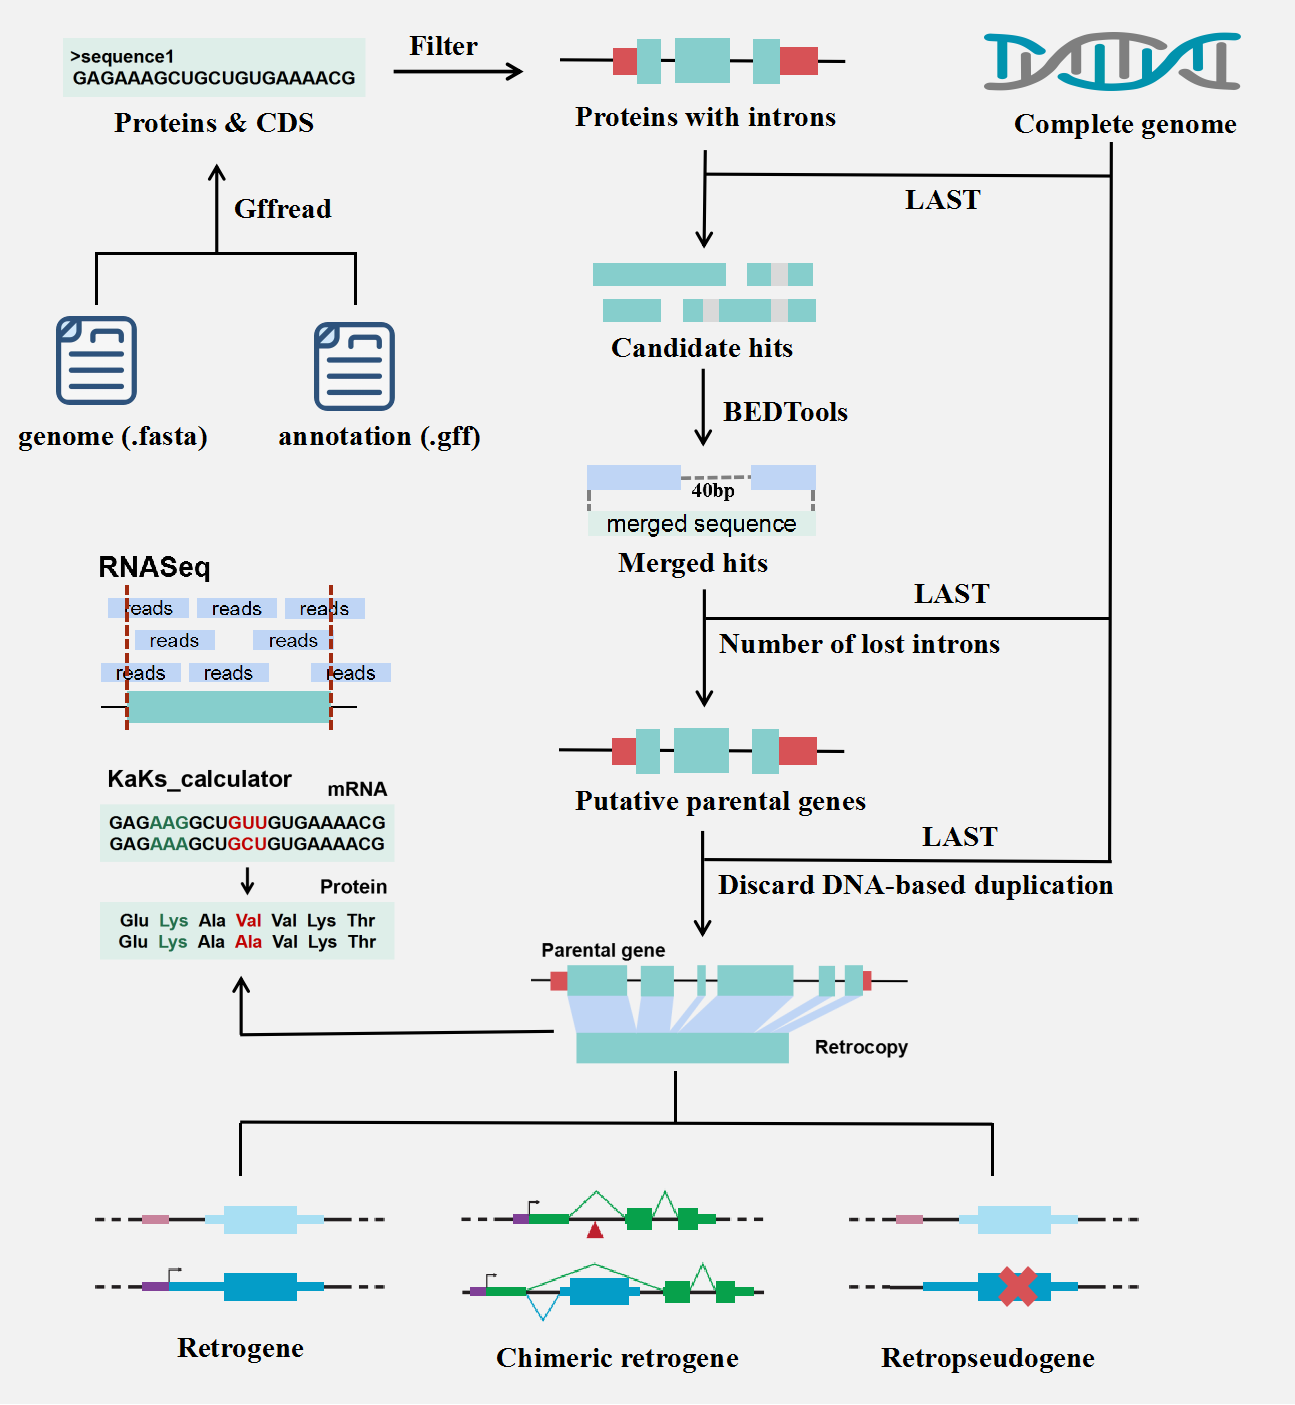 >sequence1
GAGAAAGCUGCUGUGAAAACG
Proteins & CDS
Filter
Proteins with introns
Complete genome
LAST
Gffread
genome (.fasta)
annotation (.gff)
Candidate hits
BEDTools
40bp
merged sequence
Merged hits
LAST
Number of lost introns
Putative parental genes
LAST
Discard DNA-based duplication
RNASeq
reads reads reads
reads reads
reads reads reads
KaKs_calculator
mRNA
GAGAAGGCUGUUGUGAAAACG
GAGAAAGCUGCUGUGAAAACG
Protein
Glu Lys Ala Val Val Lys Thr
Glu Lys Ala Ala Val Lys Thr
Parental gene
Retrocopy
Retrogene
Chimeric retrogene
Retropseudogene